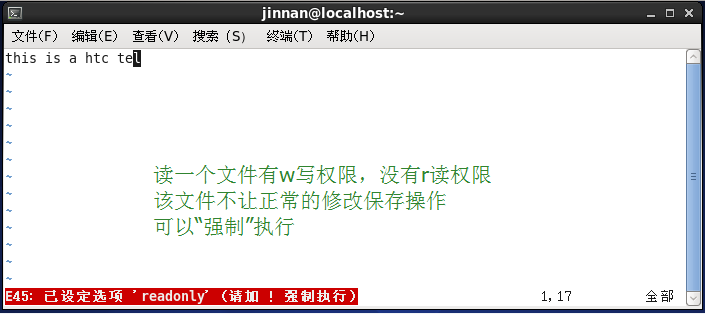 jinnan@localhost:~
文件(F) 编辑(E) 查看(V) 搜索 (S) 终端(T) 帮助(H)
this is a htc tel
~
~
~
~
~
~
~
~
~
~
~
~
~
读一个文件有w写权限，没有r读权限
该文件不让正常的修改保存操作
可以“强制”执行
E45: 已设定选项 'readonly' (请加 ! 强制执行) 1,17 全部